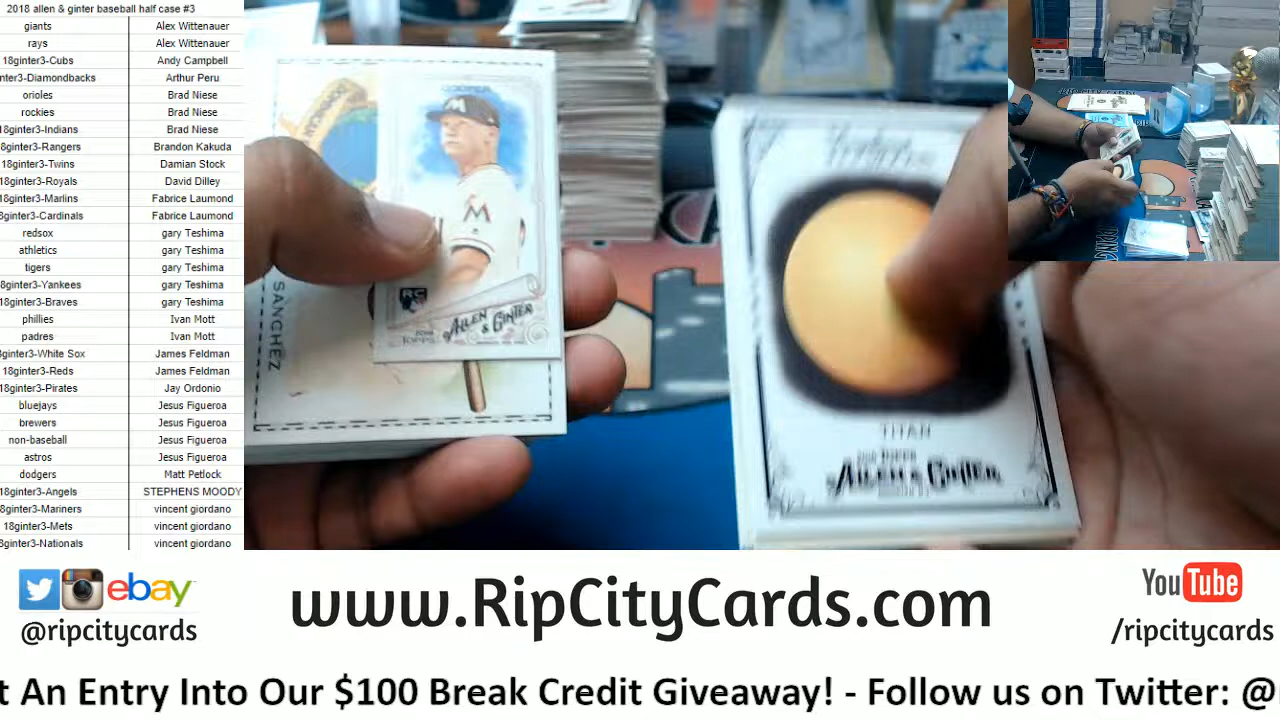 2018 allen & ginter baseball half case #3
giants Alex Wittenauer
rays Alex Wittenauer
18ginter3-Cubs Andy Campbell
nter3-Diamondbacks Arthur Peru
orioles Brad Niese
rockies Brad Niese
18ginter3-Indians Brad Niese
8ginter3-Rangers Brandon Kakuda
18ginter3-Twins Damian Stock
18ginter3-Royals David Dilley
8ginter3-Marlins Fabrice Laumond
ginter3-Cardinals Fabrice Laumond
redsox gary Teshima
athletics gary Teshima
tigers gary Teshima
8ginter3-Yankees gary Teshima
18ginter3-Braves gary Teshima
phillies Ivan Mott
padres Ivan Mott
ginter3-White Sox James Feldman
18ginter3-Reds James Feldman
18ginter3-Pirates Jay Ordonio
bluejays Jesus Figueroa
brewers Jesus Figueroa
non-baseball Jesus Figueroa
astros Jesus Figueroa
dodgers Matt Petlock
18ginter3-Angels STEPHENS MOODY
8ginter3-Mariners vincent giordano
18ginter3-Mets vincent giordano
ginter3-Nationals vincent giordano
COOPER
M
RC
TOPPS
ALLEN & GINTER
SANCHEZ
TITAN
TOPPS
ALLEN & GINTER
ebay
@ripcitycards
www.RipCityCards.com
YouTube
/ripcitycards
t An Entry Into Our $100 Break Credit Giveaway! - Follow us on Twitter: @